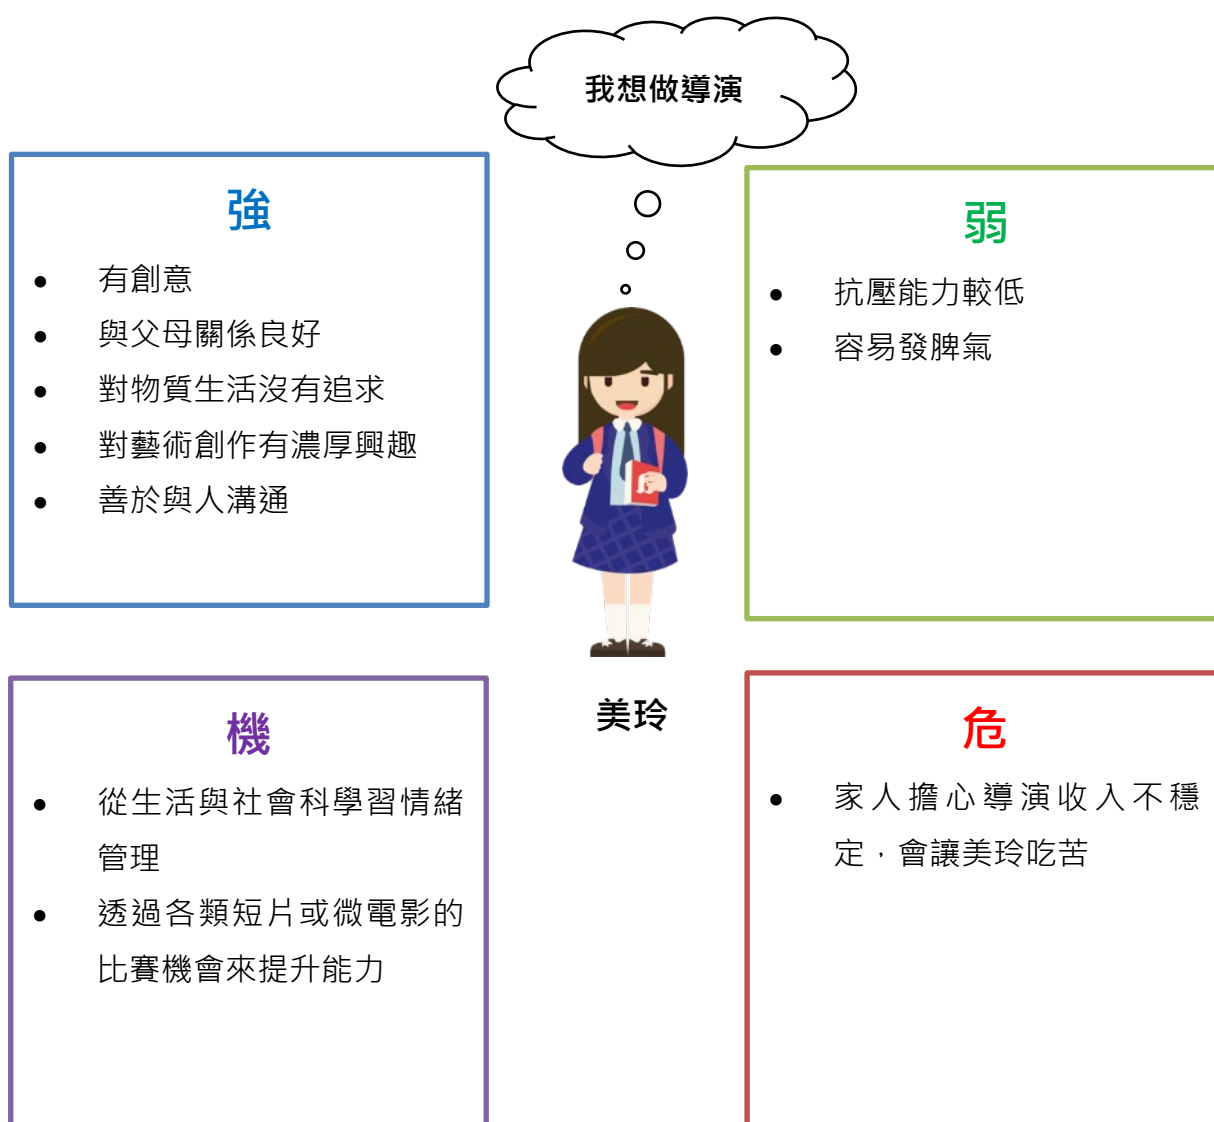 我想做導演
強
● 有創意
● 與父母關係良好
● 對物質生活沒有追求
● 對藝術創作有濃厚興趣
● 善於與人溝通
弱
● 抗壓能力較低
● 容易發脾氣
美玲
機
● 從生活與社會科學習情緒
管理
● 透過各類短片或微電影的
比賽機會來提升能力
危
● 家人擔心導演收入不穩
定，會讓美玲吃苦